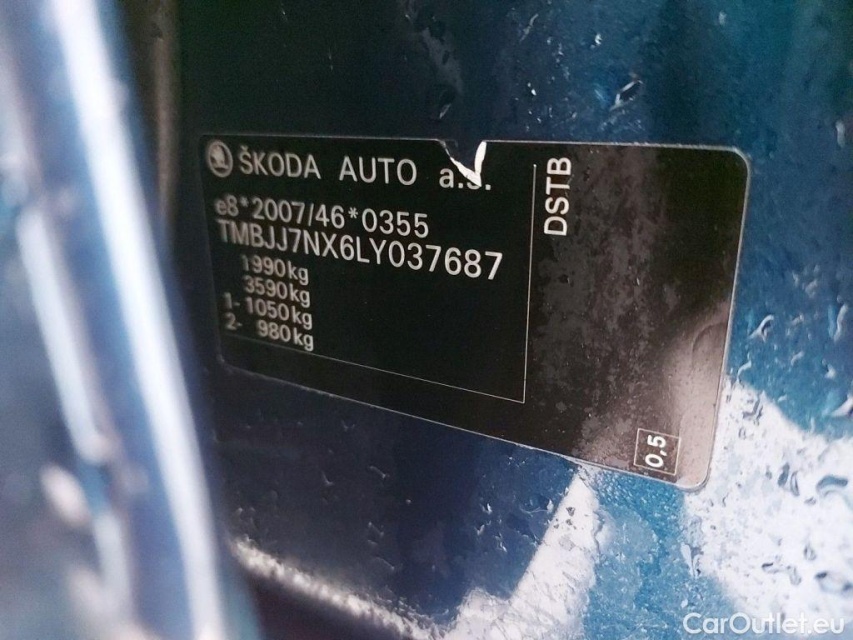 ŠKODA AUTO a.s.
e8*2007/46*0355
TMBJJ7NX6LY037687
1990kg
3590kg
1- 1050kg
2- 980kg
DSTB
0,5
CarOutlet.eu